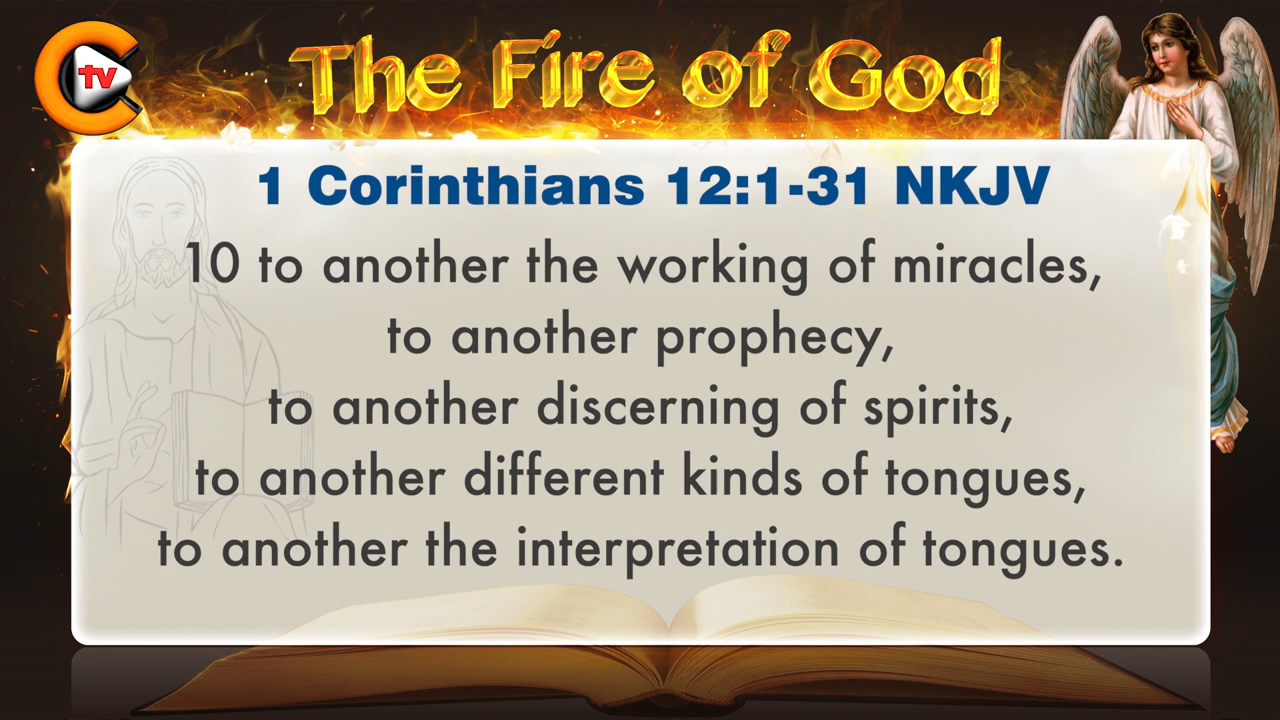 C
tv
The Fire of God
1 Corinthians 12:1-31 NKJV
10 to another the working of miracles,
to another prophecy,
to another discerning of spirits,
to another different kinds of tongues,
to another the interpretation of tongues.